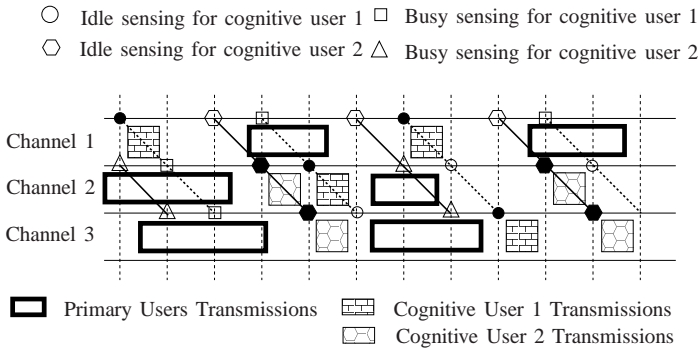 Idle sensing for cognitive user 1
Busy sensing for cognitive user 1
Idle sensing for cognitive user 2
Busy sensing for cognitive user 2
Channel 1
Channel 2
Channel 3
Primary Users Transmissions
Cognitive User 1 Transmissions
Cognitive User 2 Transmissions